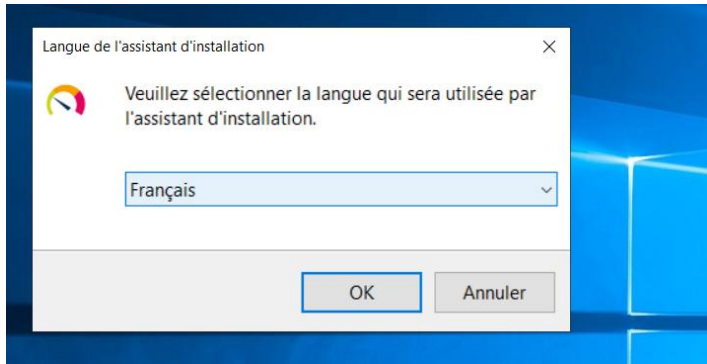 Langue de l'assistant d'installation
Veuillez sélectionner la langue qui sera utilisée par
l'assistant d'installation.
Français
OK
Annuler